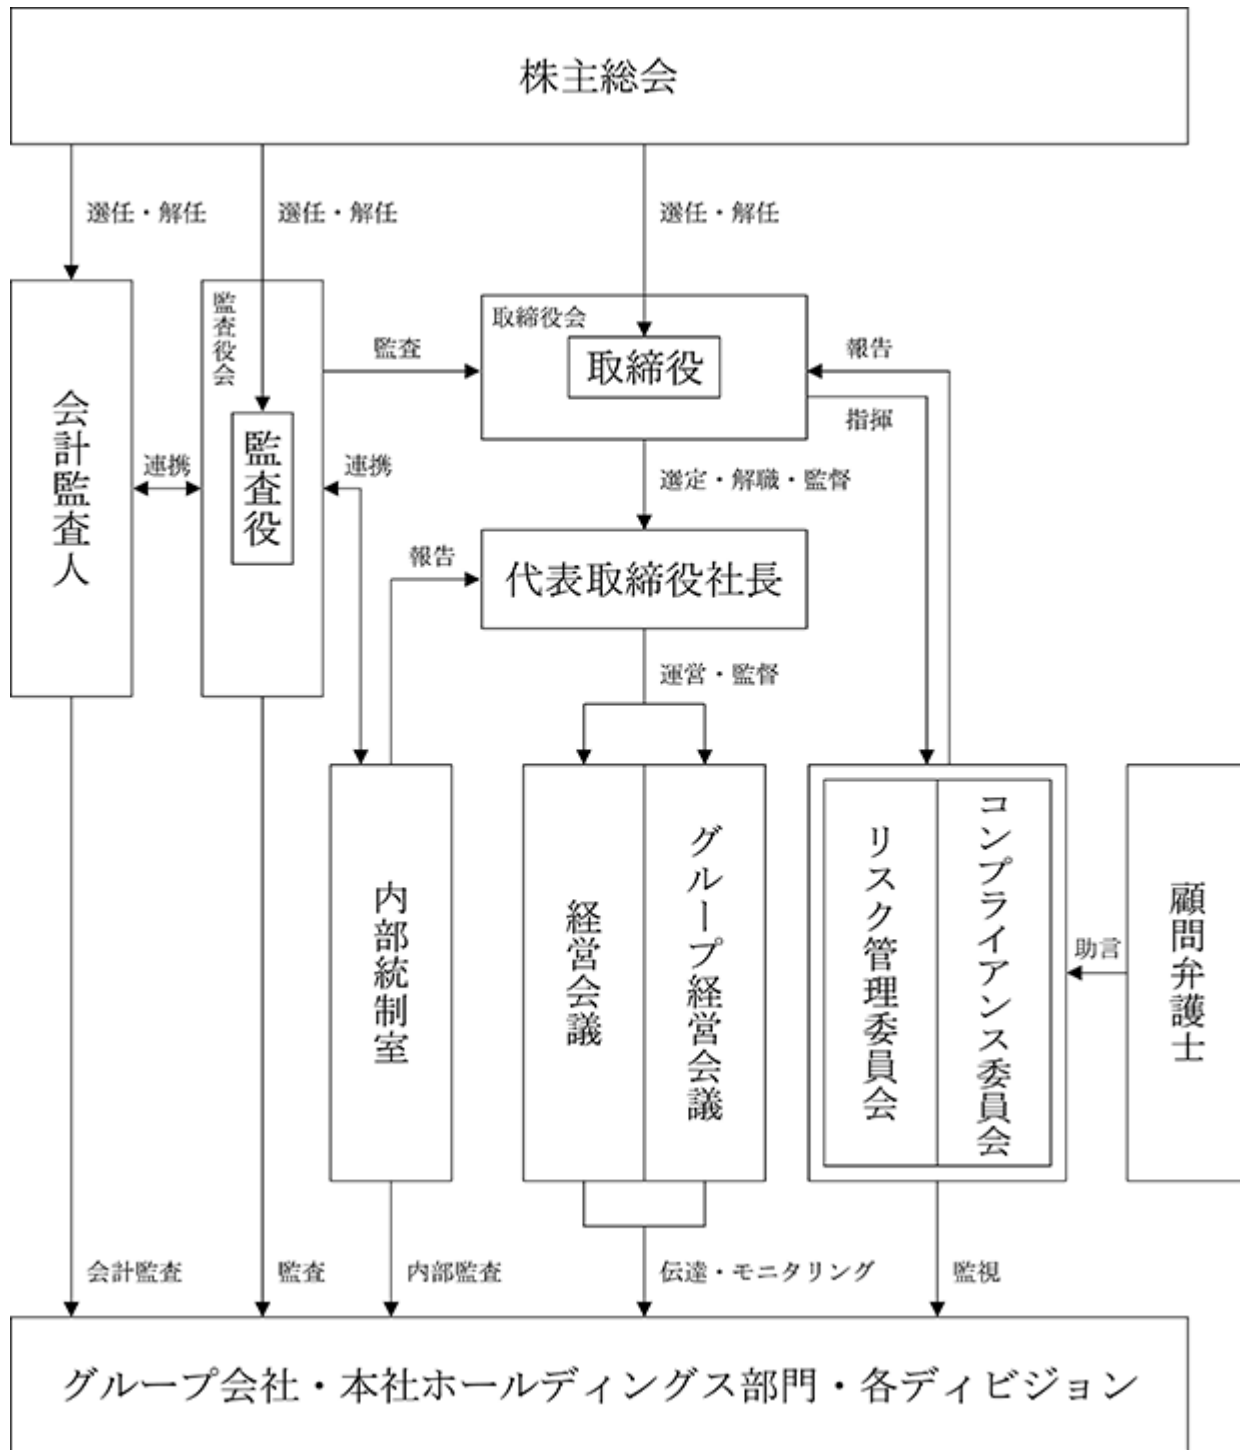 株主総会
選任・解任
選任・解任
選任・解任
会計監査人
監査役会
監査役
取締役会
取締役
監査
報告
指揮
連携
連携
選定・解職・監督
報告
代表取締役社長
運営・監督
内部統制室
経営会議
グループ経営会議
リスク管理委員会
コンプライアンス委員会
助言
顧問弁護士
会計監査
監査
内部監査
伝達・モニタリング
監視
グループ会社・本社ホールディングス部門・各ディビジョン